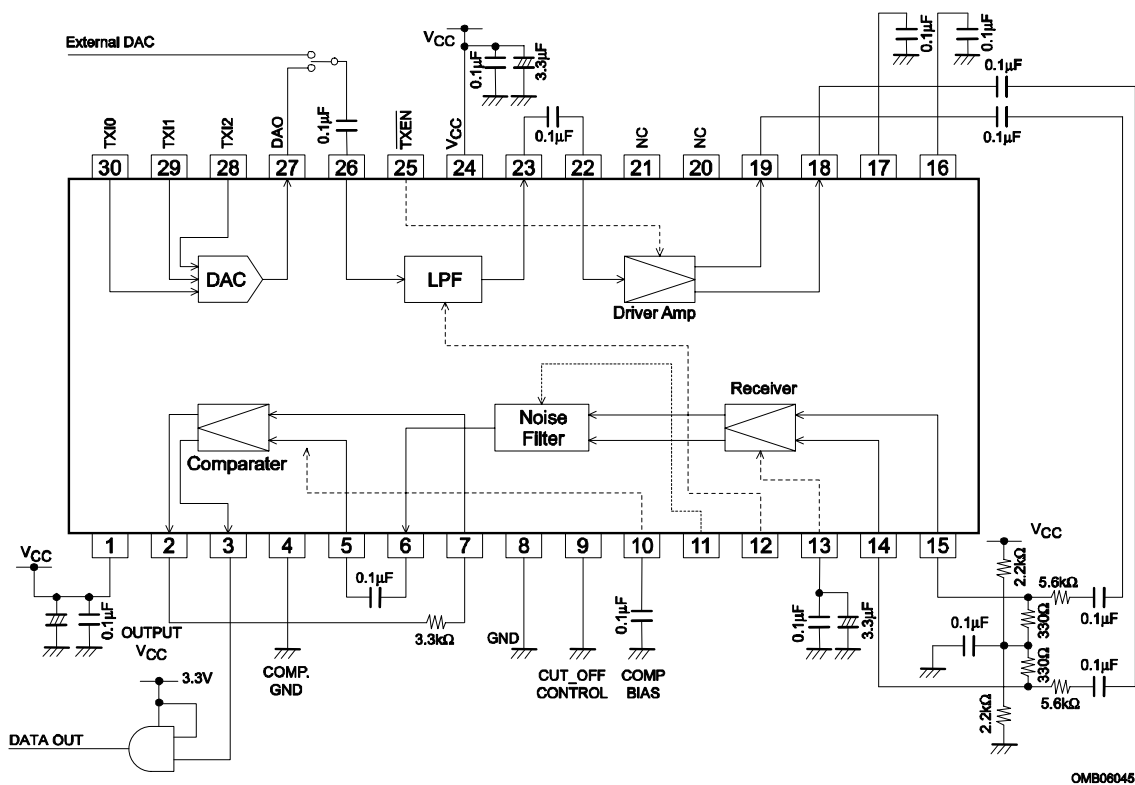 External DAC
VCC
0.1µF
3.3µF
0.1µF
0.1µF
0.1µF
0.1µF
0.1µF
0.1µF
TXI0
TXI1
TXI2
DAO
TXEN
VCC
NC
NC
30
29
28
27
26
25
24
23
22
21
20
19
18
17
16
DAC
LPF
Driver Amp
Receiver
Noise
Filter
Comparater
1
2
3
4
5
6
7
8
9
10
11
12
13
14
15
VCC
0.1µF
OUTPUT
VCC
3.3V
DATA OUT
COMP.
GND
0.1µF
3.3kΩ
GND
CUT_OFF
CONTROL
0.1µF
COMP
BIAS
0.1µF
3.3µF
VCC
2.2kΩ
5.6kΩ
0.1µF
330Ω
0.1µF
330Ω
0.1µF
5.6kΩ
2.2kΩ
OMB06045